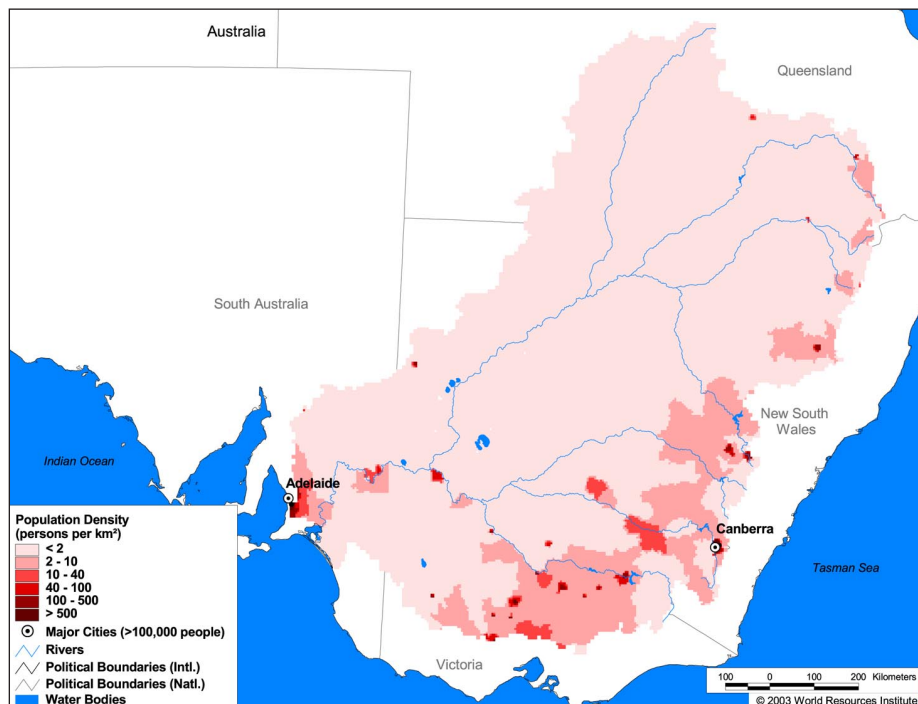 Australia
Queensland
South Australia
New South
Wales
Indian Ocean
Adelaide
Canberra
Tasman Sea
Victoria
Population Density
(persons per km²)
< 2
2 - 10
10 - 40
40 - 100
100 - 500
> 500
Major Cities (>100,000 people)
Rivers
Political Boundaries (Intl.)
Political Boundaries (Natl.)
Water Bodies
100 0 100 200 Kilometers
© 2003 World Resources Institute